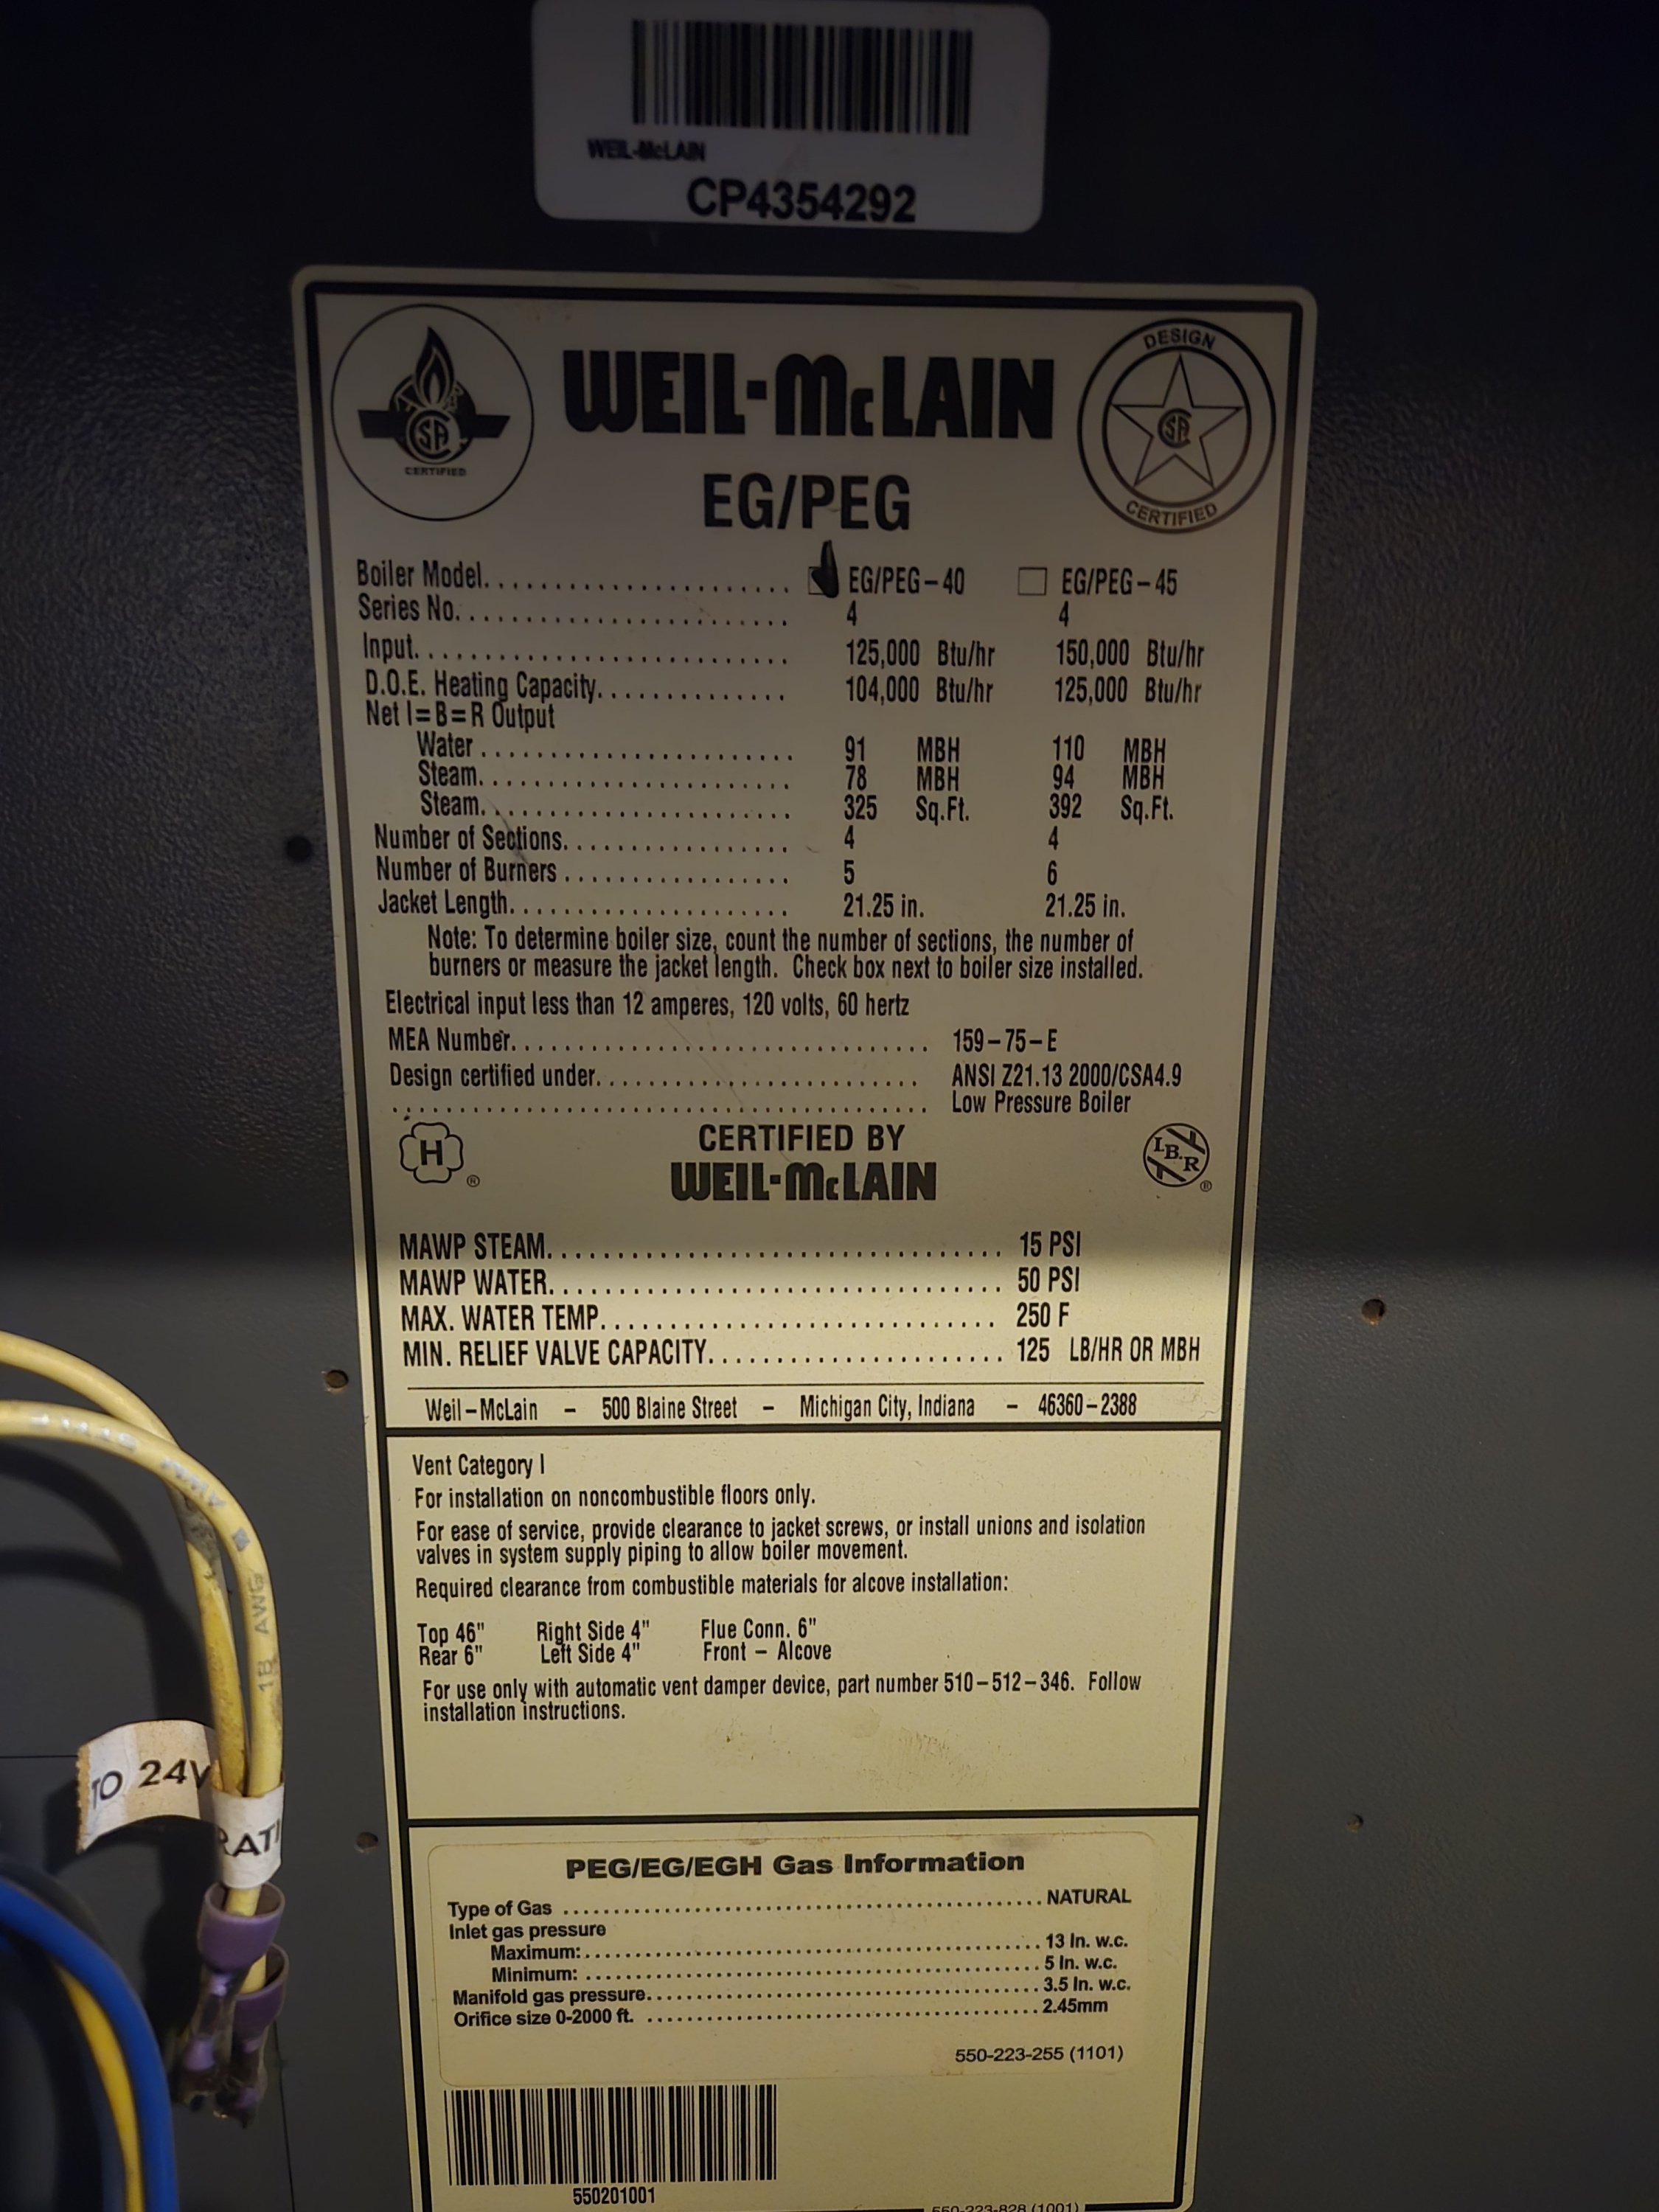 WEIL-McLAIN
CP4354292
CSA
CERTIFIED
WEIL-McLAIN
DESIGN
CSA
CERTIFIED
EG/PEG
Boiler Model...................... EG/PEG-40 EG/PEG-45
Series No......................... 4 4
Input............................. 125,000 Btu/hr 150,000 Btu/hr
D.O.E. Heating Capacity.............. 104,000 Btu/hr 125,000 Btu/hr
Net I=B=R Output
Water........................ 91 MBH 110 MBH
Steam........................ 78 MBH 94 MBH
Steam........................ 325 Sq.Ft. 392 Sq.Ft.
Number of Sections................. 4 4
Number of Burners................. 5 6
Jacket Length..................... 21.25 in. 21.25 in.
Note: To determine boiler size, count the number of sections, the number of
burners or measure the jacket length. Check box next to boiler size installed.
Electrical input less than 12 amperes, 120 volts, 60 hertz
MEA Number................................ 159-75-E
Design certified under......................... ANSI Z21.13 2000/CSA4.9
......................................... Low Pressure Boiler
H ®
CERTIFIED BY
WEIL-McLAIN
I.B.R ®
MAWP STEAM................................... 15 PSI
MAWP WATER................................... 50 PSI
MAX. WATER TEMP.............................. 250 F
MIN. RELIEF VALVE CAPACITY....................... 125 LB/HR OR MBH
Weil-McLain - 500 Blaine Street - Michigan City, Indiana - 46360-2388
Vent Category I
For installation on noncombustible floors only.
For ease of service, provide clearance to jacket screws, or install unions and isolation
valves in system supply piping to allow boiler movement.
Required clearance from combustible materials for alcove installation:
Top 46" Right Side 4" Flue Conn. 6"
Rear 6" Left Side 4" Front - Alcove
For use only with automatic vent damper device, part number 510-512-346. Follow
installation instructions.
TO 24V
RATI
18 AWG
AWM
PEG/EG/EGH Gas Information
Type of Gas ................................................ NATURAL
Inlet gas pressure
Maximum:............................................. 13 In. w.c.
Minimum: ............................................. 5 In. w.c.
Manifold gas pressure....................................... 3.5 In. w.c.
Orifice size 0-2000 ft. ....................................... 2.45mm
550-223-255 (1101)
550201001
550-223-828 (1001)